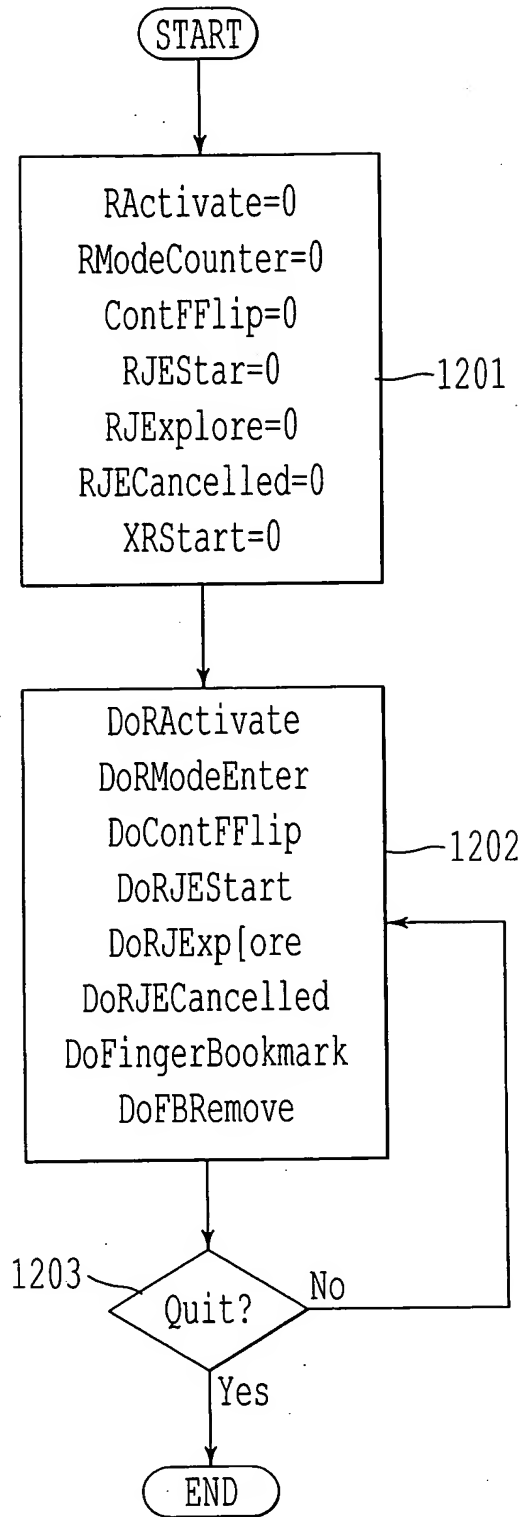 START
RActivate=0
RModeCounter=0
ContFFlip=0
RJEStar=0
RJExplore=0
RJECancelled=0
XRStart=0
1201
DoRActivate
DoRModeEnter
DoContFFlip
DoRJEStart
DoRJExp[ore
DoRJECancelled
DoFingerBookmark
DoFBRemove
1202
1203
Quit?
No
Yes
END